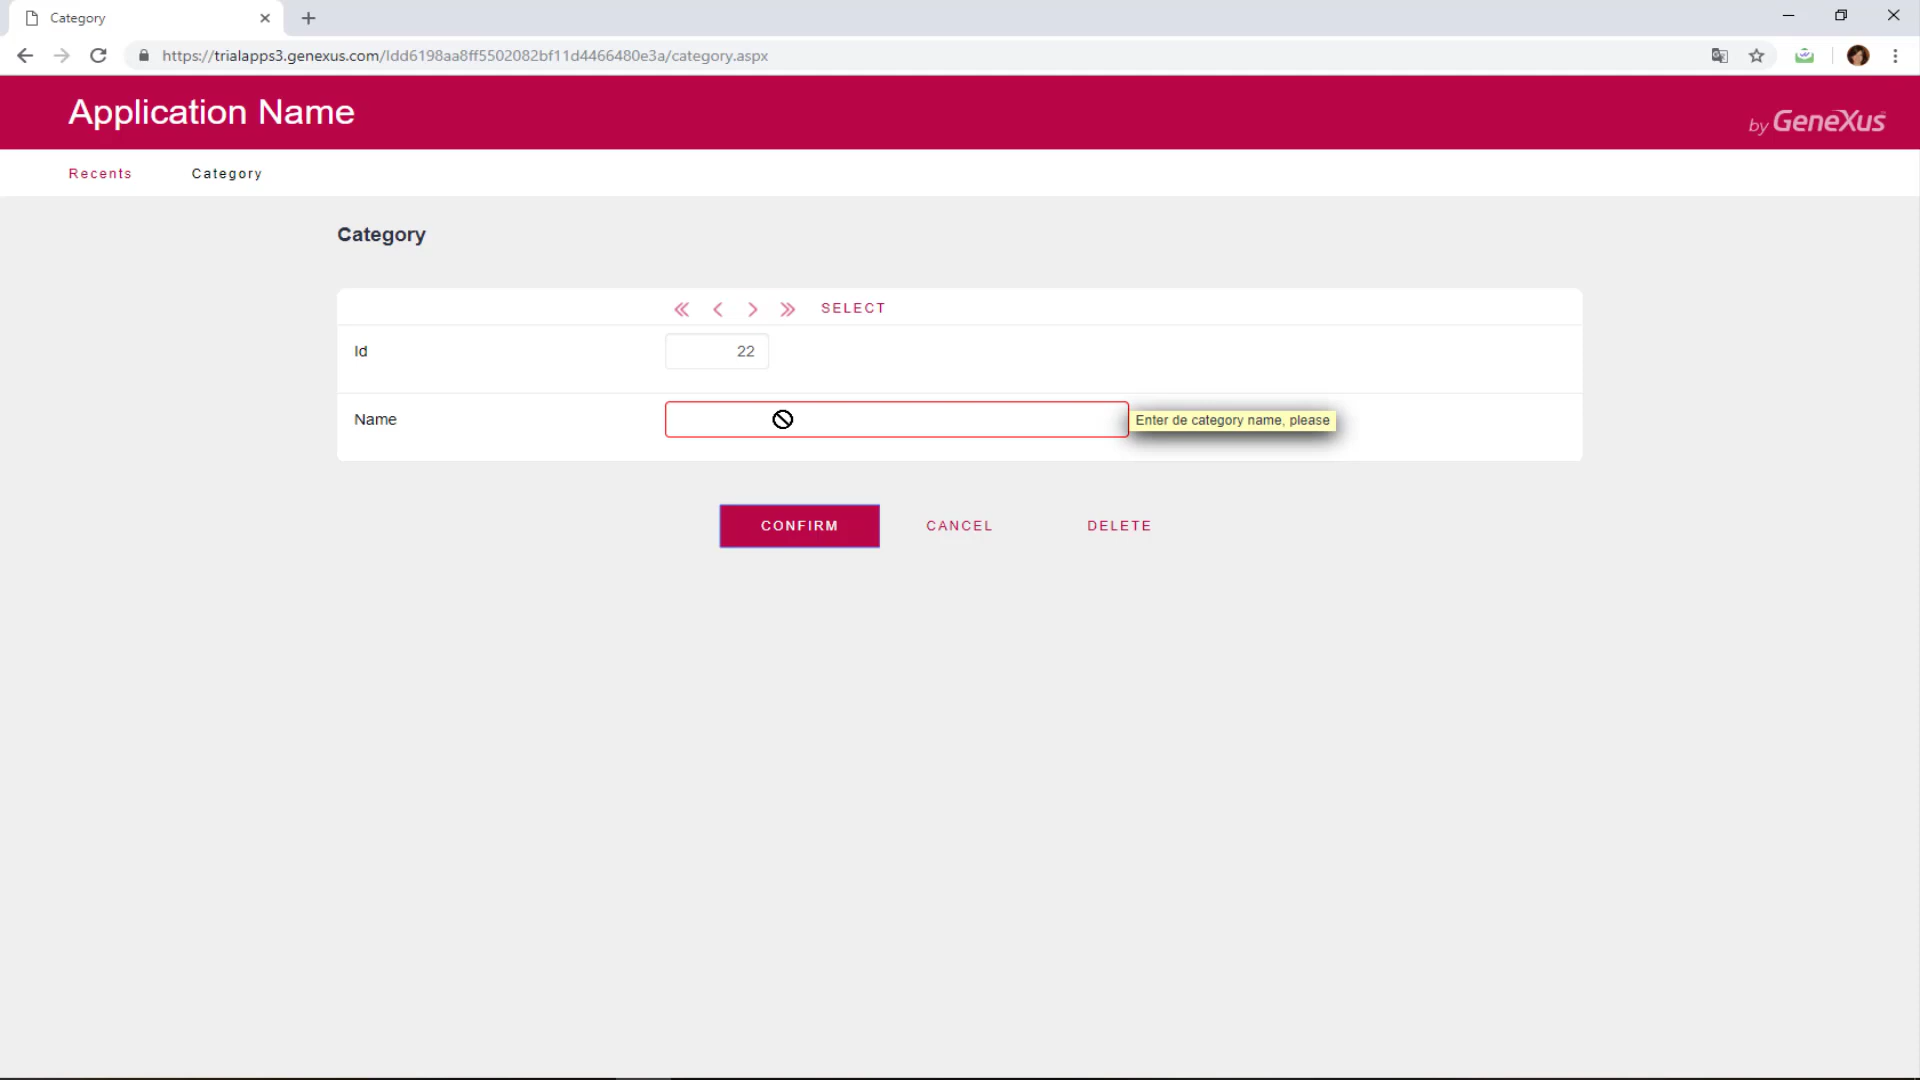 Category
https://trialapps3.genexus.com/Idd6198aa8ff5502082bf11d4466480e3a/category.aspx
Application Name
by GeneXus
Recents Category
Category
SELECT
Id 22
Name Enter de category name, please
CONFIRM CANCEL DELETE